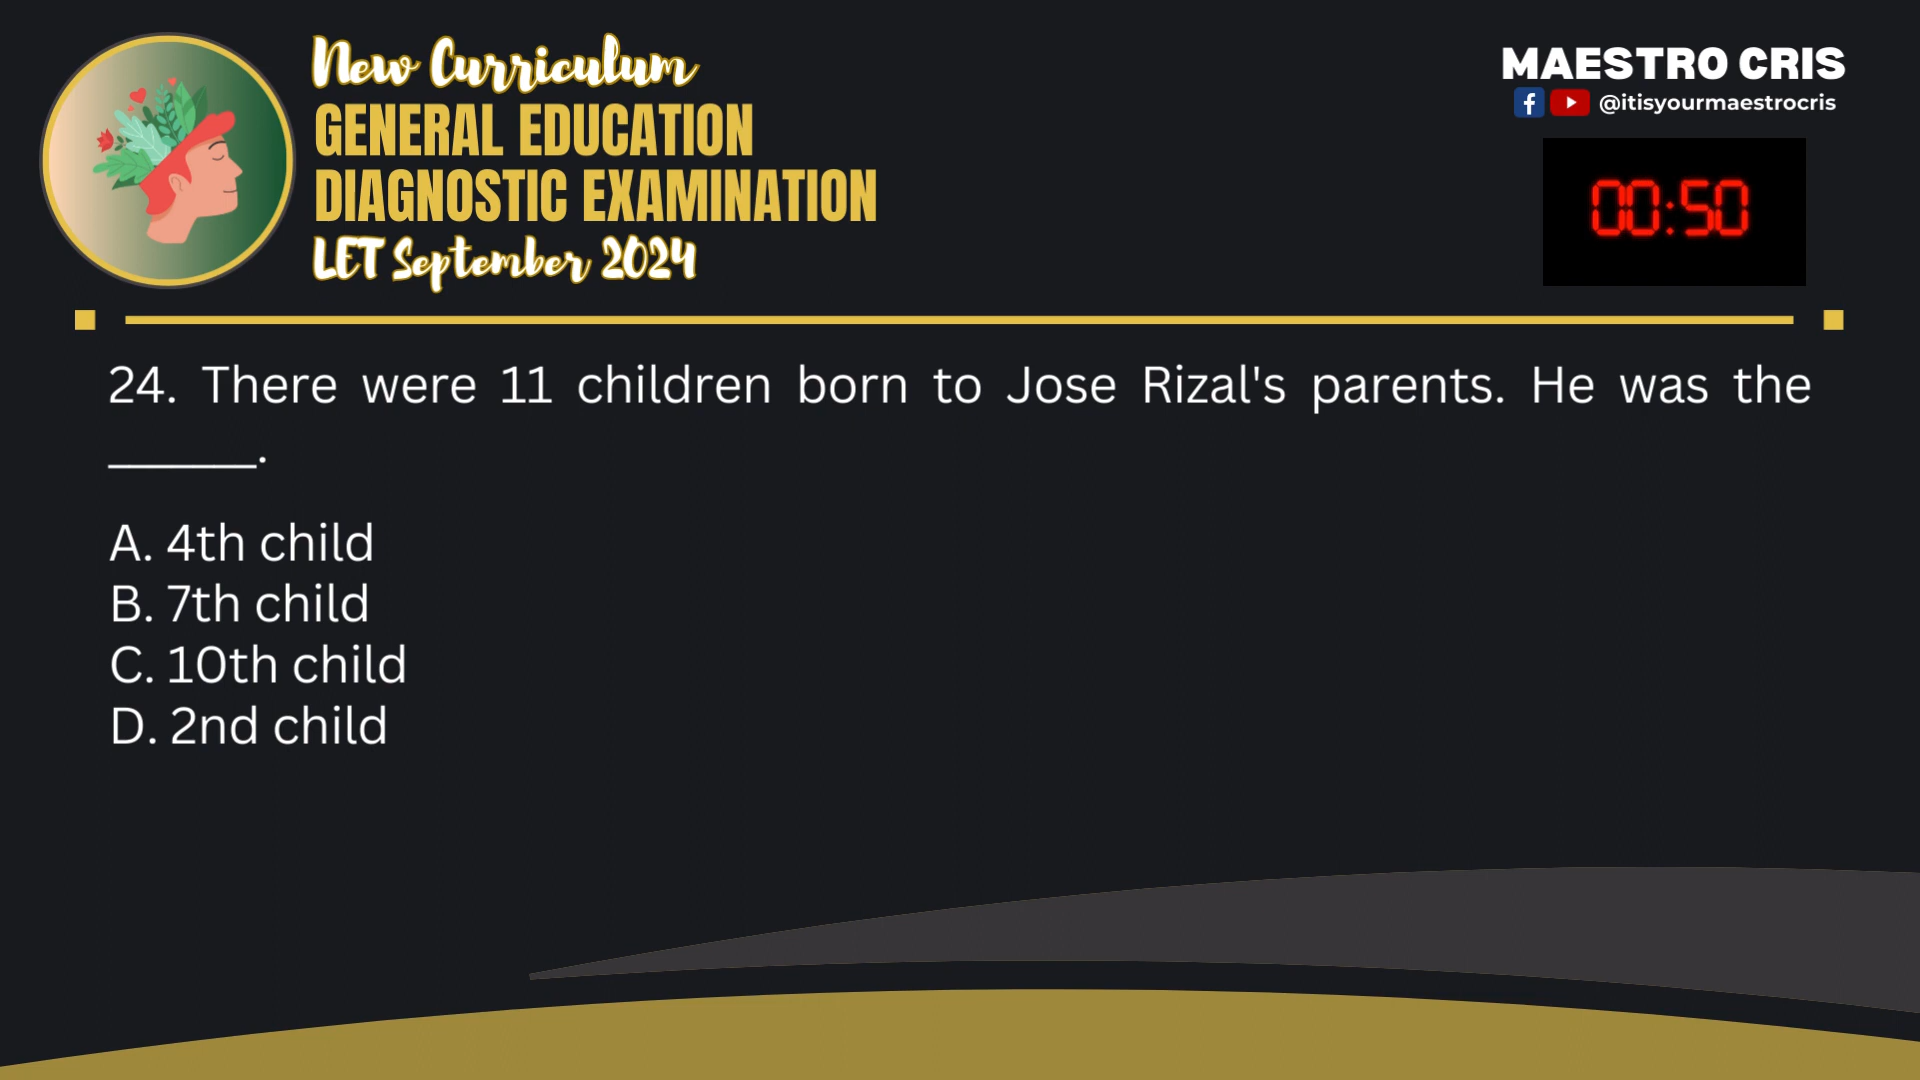 New Curriculum
GENERAL EDUCATION
DIAGNOSTIC EXAMINATION
LET September 2024
MAESTRO CRIS
@itisyourmaestrocris
00:50
24. There were 11 children born to Jose Rizal's parents. He was the
_______.
A. 4th child
B. 7th child
C. 10th child
D. 2nd child